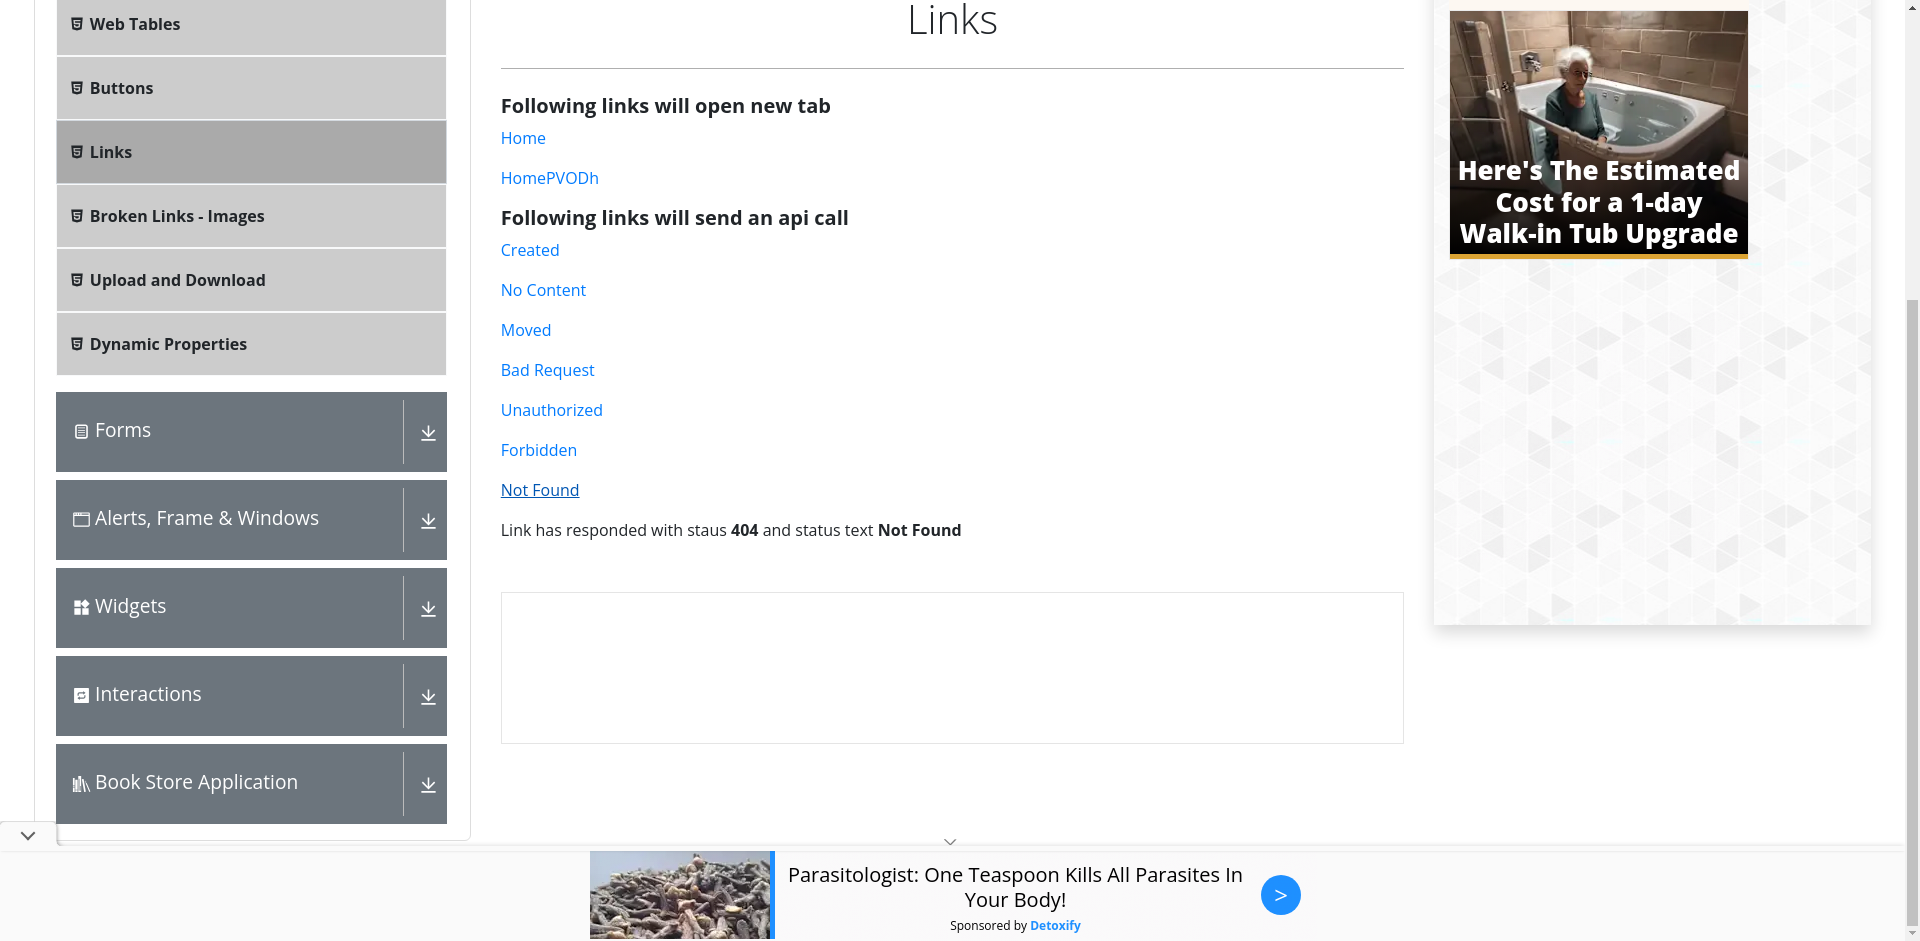 Web Tables
Buttons
Links
Broken Links - Images
Upload and Download
Dynamic Properties
Forms
Alerts, Frame & Windows
Widgets
Interactions
Book Store Application
Links
Following links will open new tab
Home
HomePVODh
Following links will send an api call
Created
No Content
Moved
Bad Request
Unauthorized
Forbidden
Not Found
Link has responded with staus 404 and status text Not Found
Here's The Estimated
Cost for a 1-day
Walk-in Tub Upgrade
Parasitologist: One Teaspoon Kills All Parasites In
Your Body!
Sponsored by Detoxify
>